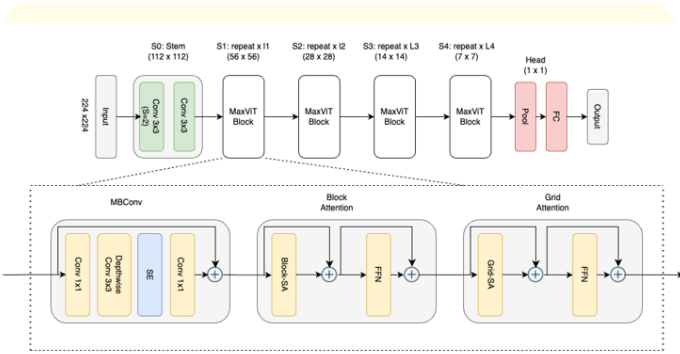 S0: Stem
(112 x 112)
S1: repeat x l1
(56 x 56)
S2: repeat x l2
(28 x 28)
S3: repeat x L3
(14 x 14)
S4: repeat x L4
(7 x 7)
Head
(1 x 1)
224 x224
Input
Conv 3x3
(S=2)
Conv 3x3
MaxViT
Block
MaxViT
Block
MaxViT
Block
MaxViT
Block
Pool
FC
Output
MBConv
Block
Attention
Grid
Attention
Conv 1x1
Depthwise
Conv 3x3
SE
Conv 1x1
Block-SA
FFN
Grid-SA
FFN